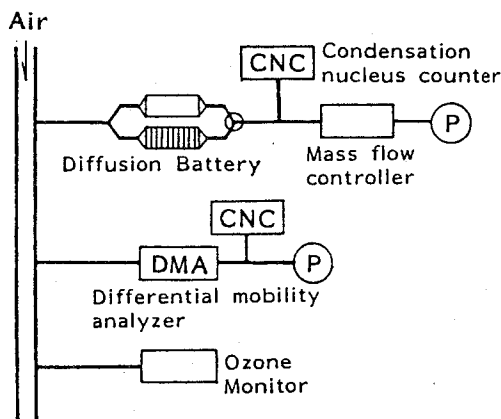 Air
CNC
Condensation
nucleus counter
P
Diffusion Battery
Mass flow
controller
CNC
DMA
P
Differential mobility
analyzer
Ozone
Monitor